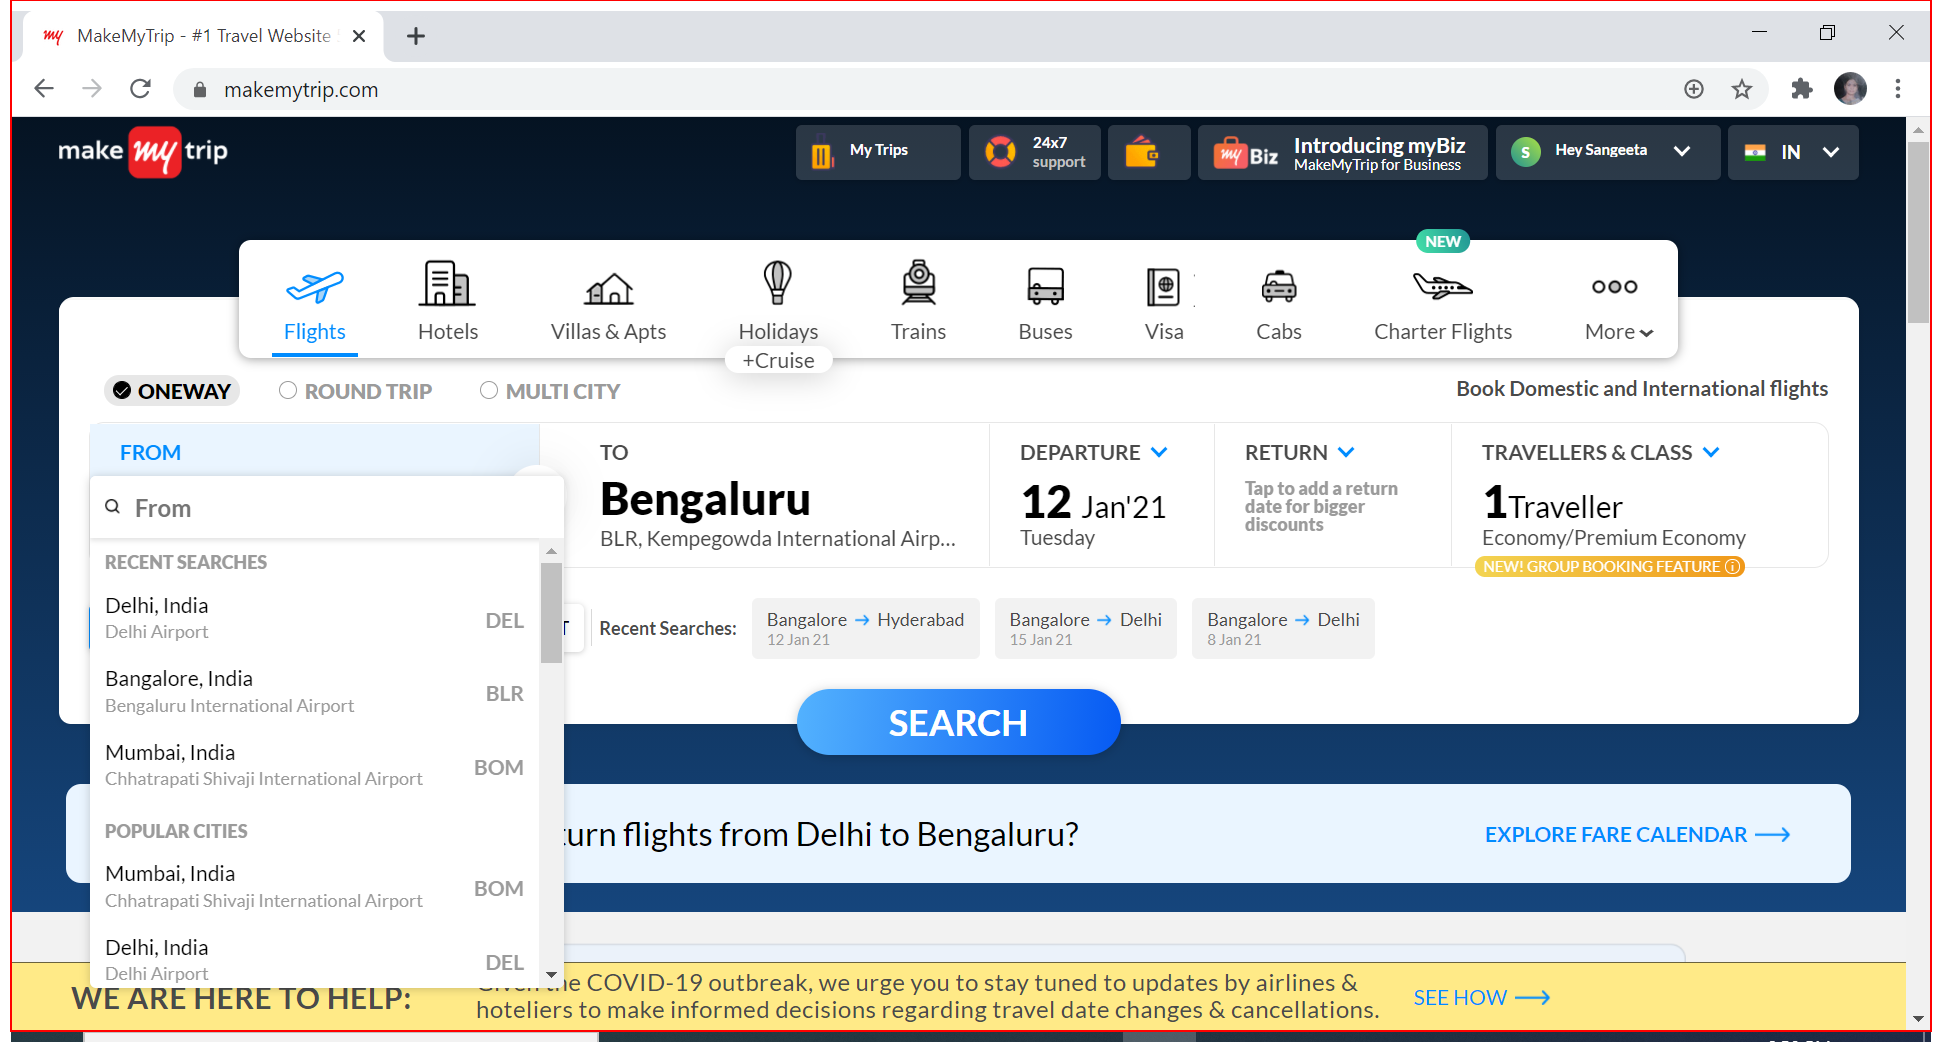 my MakeMyTrip - #1 Travel Website
makemytrip.com
make my trip
My Trips
24x7
support
my Biz
Introducing myBiz
MakeMyTrip for Business
S
Hey Sangeeta
IN
NEW
Flights
Hotels
Villas & Apts
Holidays
+Cruise
Trains
Buses
Visa
Cabs
Charter Flights
More
ONEWAY
ROUND TRIP
MULTI CITY
Book Domestic and International flights
FROM
From
RECENT SEARCHES
Delhi, India
Delhi Airport
DEL
Bangalore, India
Bengaluru International Airport
BLR
Mumbai, India
Chhatrapati Shivaji International Airport
BOM
POPULAR CITIES
Mumbai, India
Chhatrapati Shivaji International Airport
BOM
Delhi, India
Delhi Airport
DEL
TO
Bengaluru
BLR, Kempegowda International Airp...
DEPARTURE
12 Jan'21
Tuesday
RETURN
Tap to add a return
date for bigger
discounts
TRAVELLERS & CLASS
1Traveller
Economy/Premium Economy
NEW! GROUP BOOKING FEATURE
T
Recent Searches:
Bangalore → Hyderabad
12 Jan 21
Bangalore → Delhi
15 Jan 21
Bangalore → Delhi
8 Jan 21
SEARCH
turn flights from Delhi to Bengaluru?
EXPLORE FARE CALENDAR
WE ARE HERE TO HELP:
Given the COVID-19 outbreak, we urge you to stay tuned to updates by airlines &
hoteliers to make informed decisions regarding travel date changes & cancellations.
SEE HOW